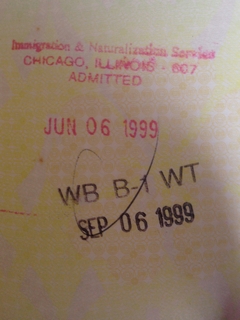 Immigration & Naturalization Service
CHICAGO, ILLINOIS - 607
ADMITTED
JUN 06 1999
WB B-1 WT
SEP 06 1999